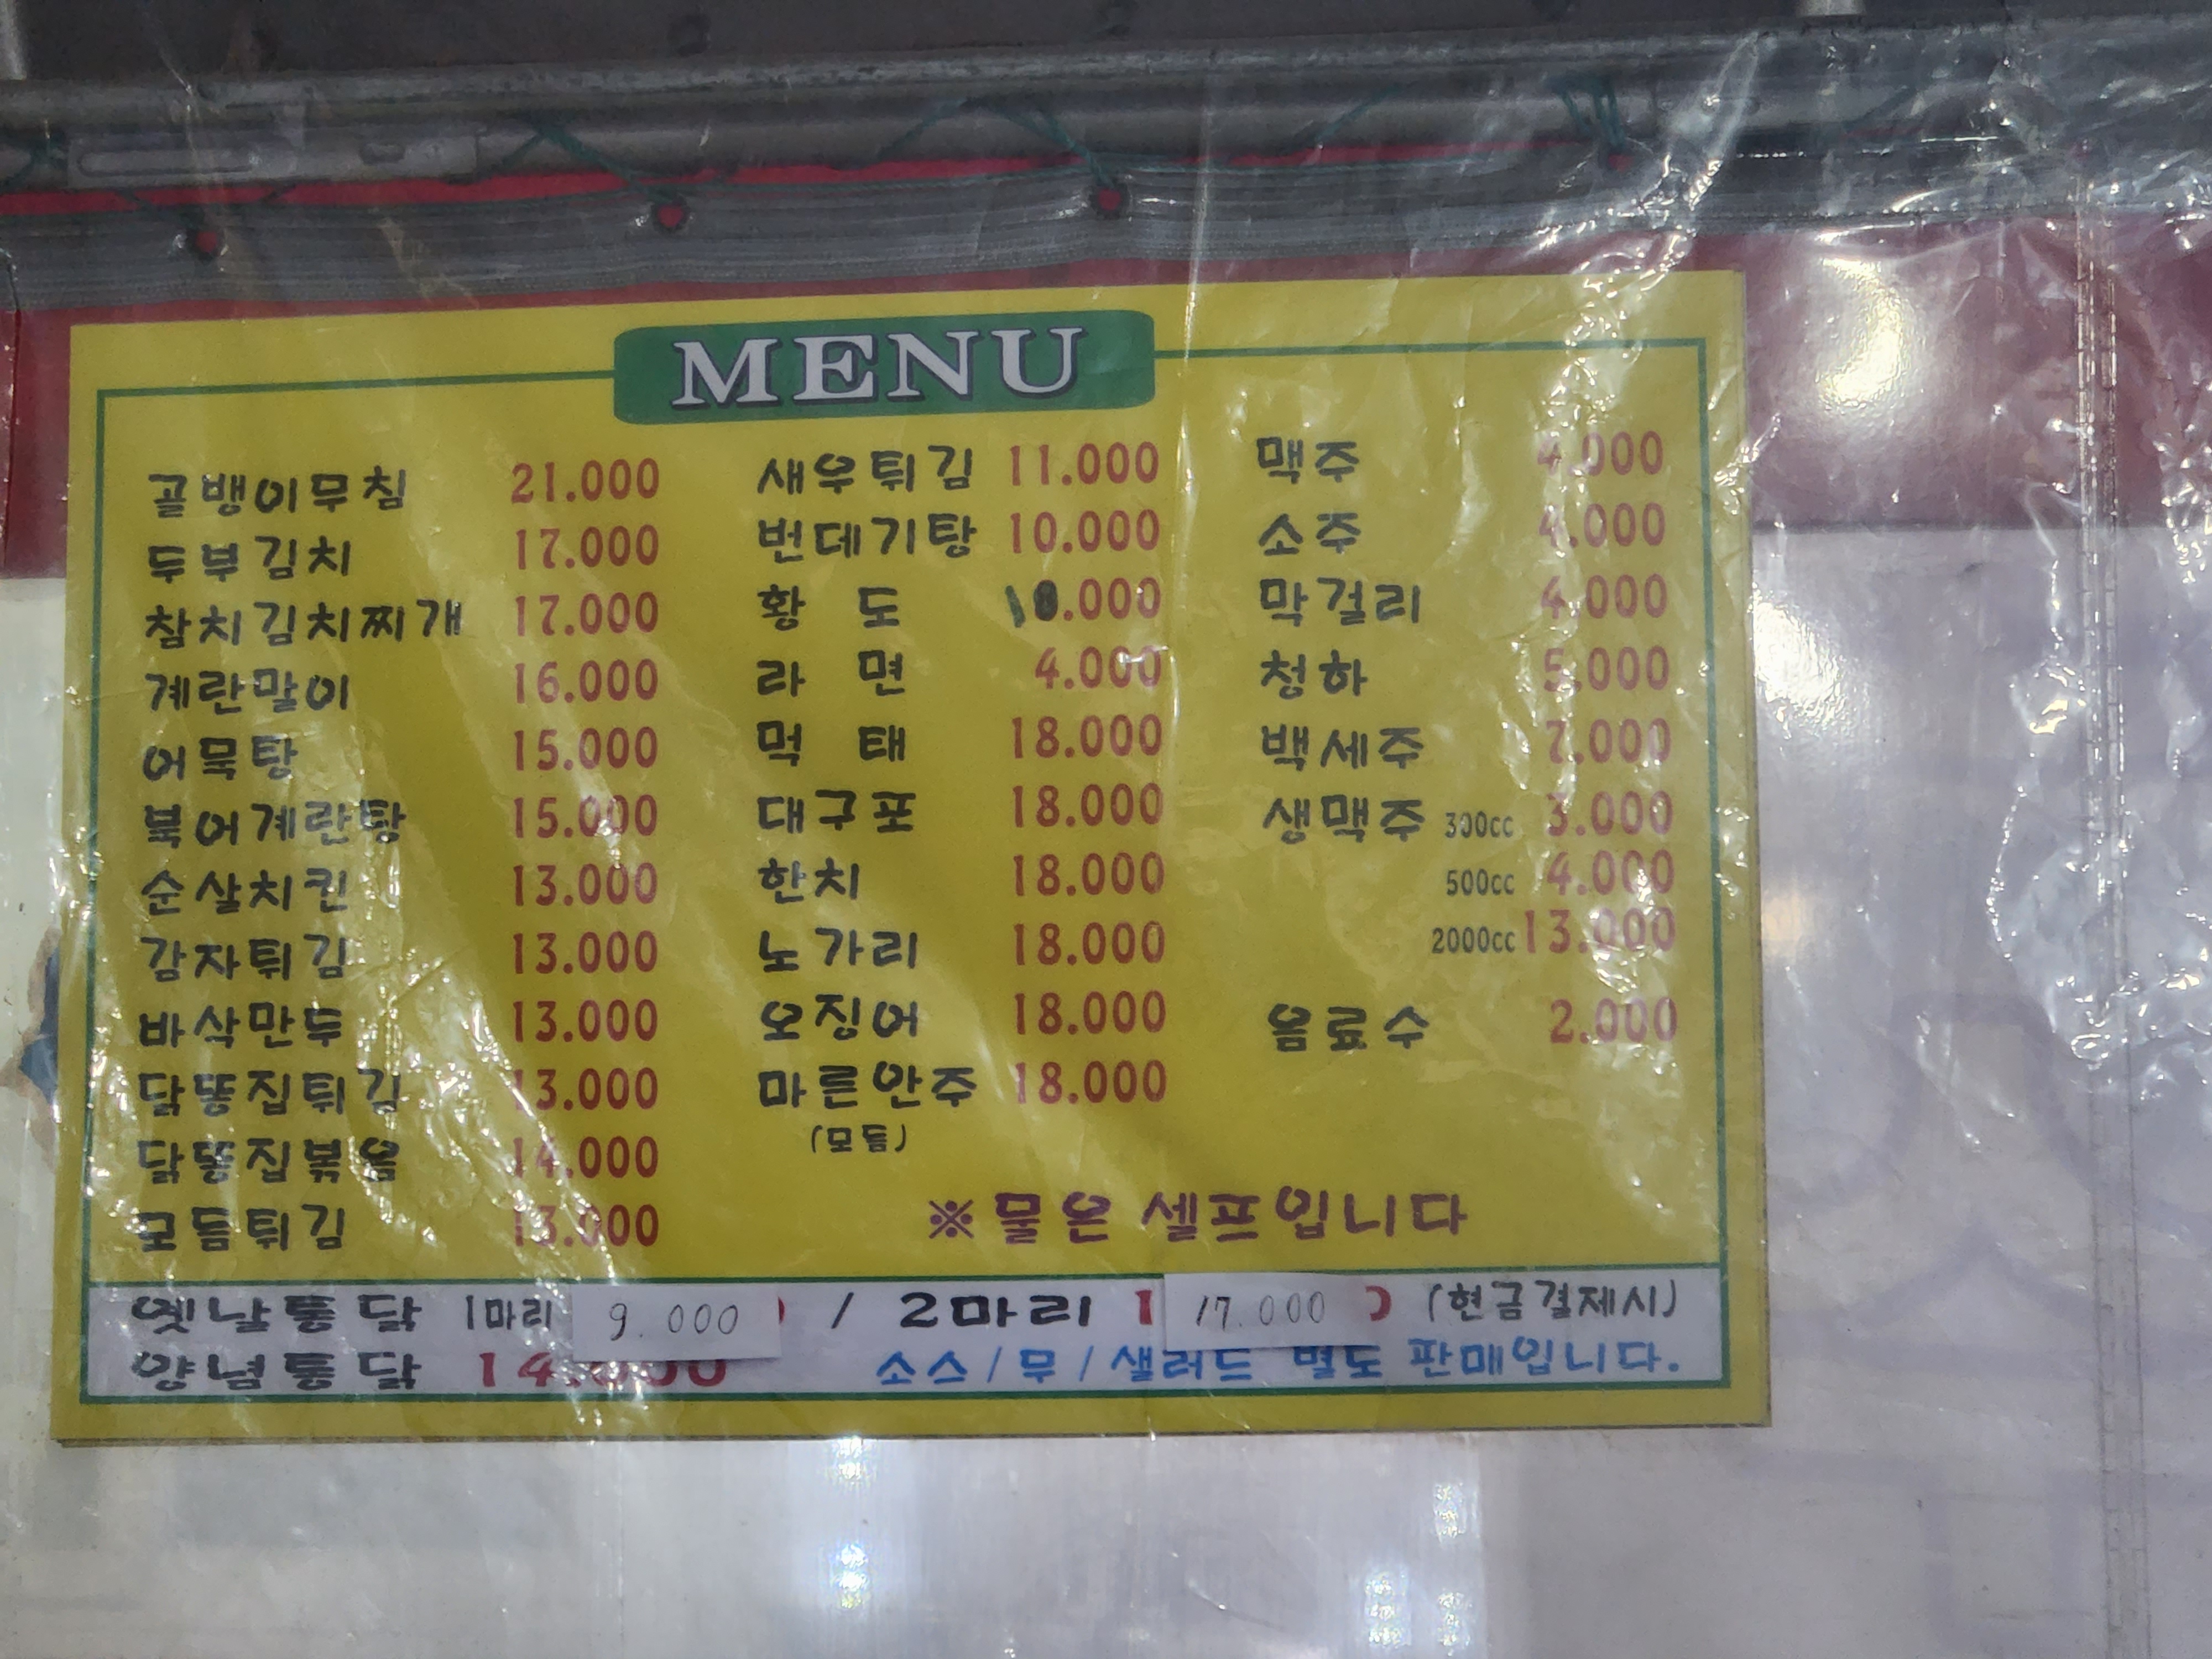 MENU
골뱅이무침 21.000
두부김치 17.000
참치김치찌개 17.000
계란말이 16.000
어묵탕 15.000
북어계란탕 15.000
순살치킨 13.000
감자튀김 13.000
바삭만두 13.000
닭똥집튀김 13.000
닭똥집볶음 14.000
모듬튀김 13.000
새우튀김 11.000
번데기탕 10.000
황 도 10.000
라 면 4.000
먹 태 18.000
대구포 18.000
한치 18.000
노가리 18.000
오징어 18.000
마른안주 18.000
(모듬)
맥주 4.000
소주 4.000
막걸리 4.000
청하 5.000
백세주 7.000
생맥주 300cc 3.000
500cc 4.000
2000cc 13.000
음료수 2.000
※ 물은 셀프입니다
옛날통닭 1마리 9.000 / 2마리 17.000 (현금결제시)
양념통닭 14.000 소스/무/샐러드 별도 판매입니다.